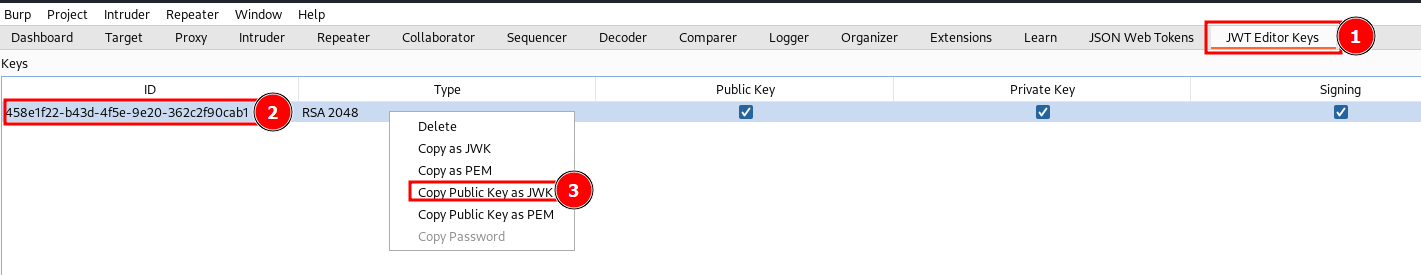 Burp Project Intruder Repeater Window Help
Dashboard Target Proxy Intruder Repeater Collaborator Sequencer Decoder Comparer Logger Organizer Extensions Learn JSON Web Tokens JWT Editor Keys 1
Keys
ID Type Public Key Private Key Signing
458e1f22-b43d-4f5e-9e20-362c2f90cab1 2 RSA 2048
Delete
Copy as JWK
Copy as PEM
Copy Public Key as JWK 3
Copy Public Key as PEM
Copy Password